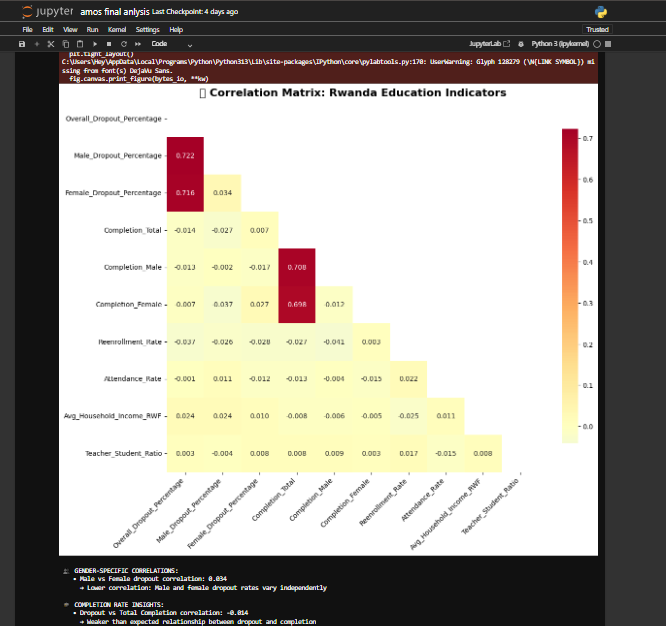 jupyter amos final anlysis Last Checkpoint: 4 days ago
File Edit View Run Kernel Settings Help Trusted
Code JupyterLab Python 3 (ipykernel)
plt.tight_layout()
C:\Users\Hey\AppData\Local\Programs\Python\Python313\Lib\site-packages\IPython\core\pylabtools.py:170: UserWarning: Glyph 128279 (\N{LINK SYMBOL}) mi
ssing from font(s) DejaVu Sans.
fig.canvas.print_figure(bytes_io, **kw)
Correlation Matrix: Rwanda Education Indicators
Overall_Dropout_Percentage
Male_Dropout_Percentage 0.722
Female_Dropout_Percentage 0.716 0.034
Completion_Total -0.014 -0.027 0.007
Completion_Male -0.013 -0.002 -0.017 0.708
Completion_Female -0.007 -0.037 0.027 0.698 -0.012
Reenrollment_Rate -0.037 -0.026 -0.028 -0.027 -0.041 0.003
Attendance_Rate -0.001 0.011 -0.012 -0.013 -0.004 -0.015 0.022
Avg_Household_Income_RWF 0.024 0.024 0.010 -0.008 -0.006 -0.005 -0.025 0.011
Teacher_Student_Ratio 0.003 -0.004 0.008 0.008 0.009 0.003 0.017 -0.015 0.008
Overall_Dropout_Percentage
Male_Dropout_Percentage
Female_Dropout_Percentage
Completion_Total
Completion_Male
Completion_Female
Reenrollment_Rate
Attendance_Rate
Avg_Household_Income_RWF
Teacher_Student_Ratio
0.7
0.6
0.5
0.4
0.3
0.2
0.1
0.0
GENDER-SPECIFIC CORRELATIONS:
• Male vs Female dropout correlation: 0.034
→ Lower correlation: Male and female dropout rates vary independently
COMPLETION RATE INSIGHTS:
• Dropout vs Total Completion correlation: -0.014
→ Weaker than expected relationship between dropout and completion